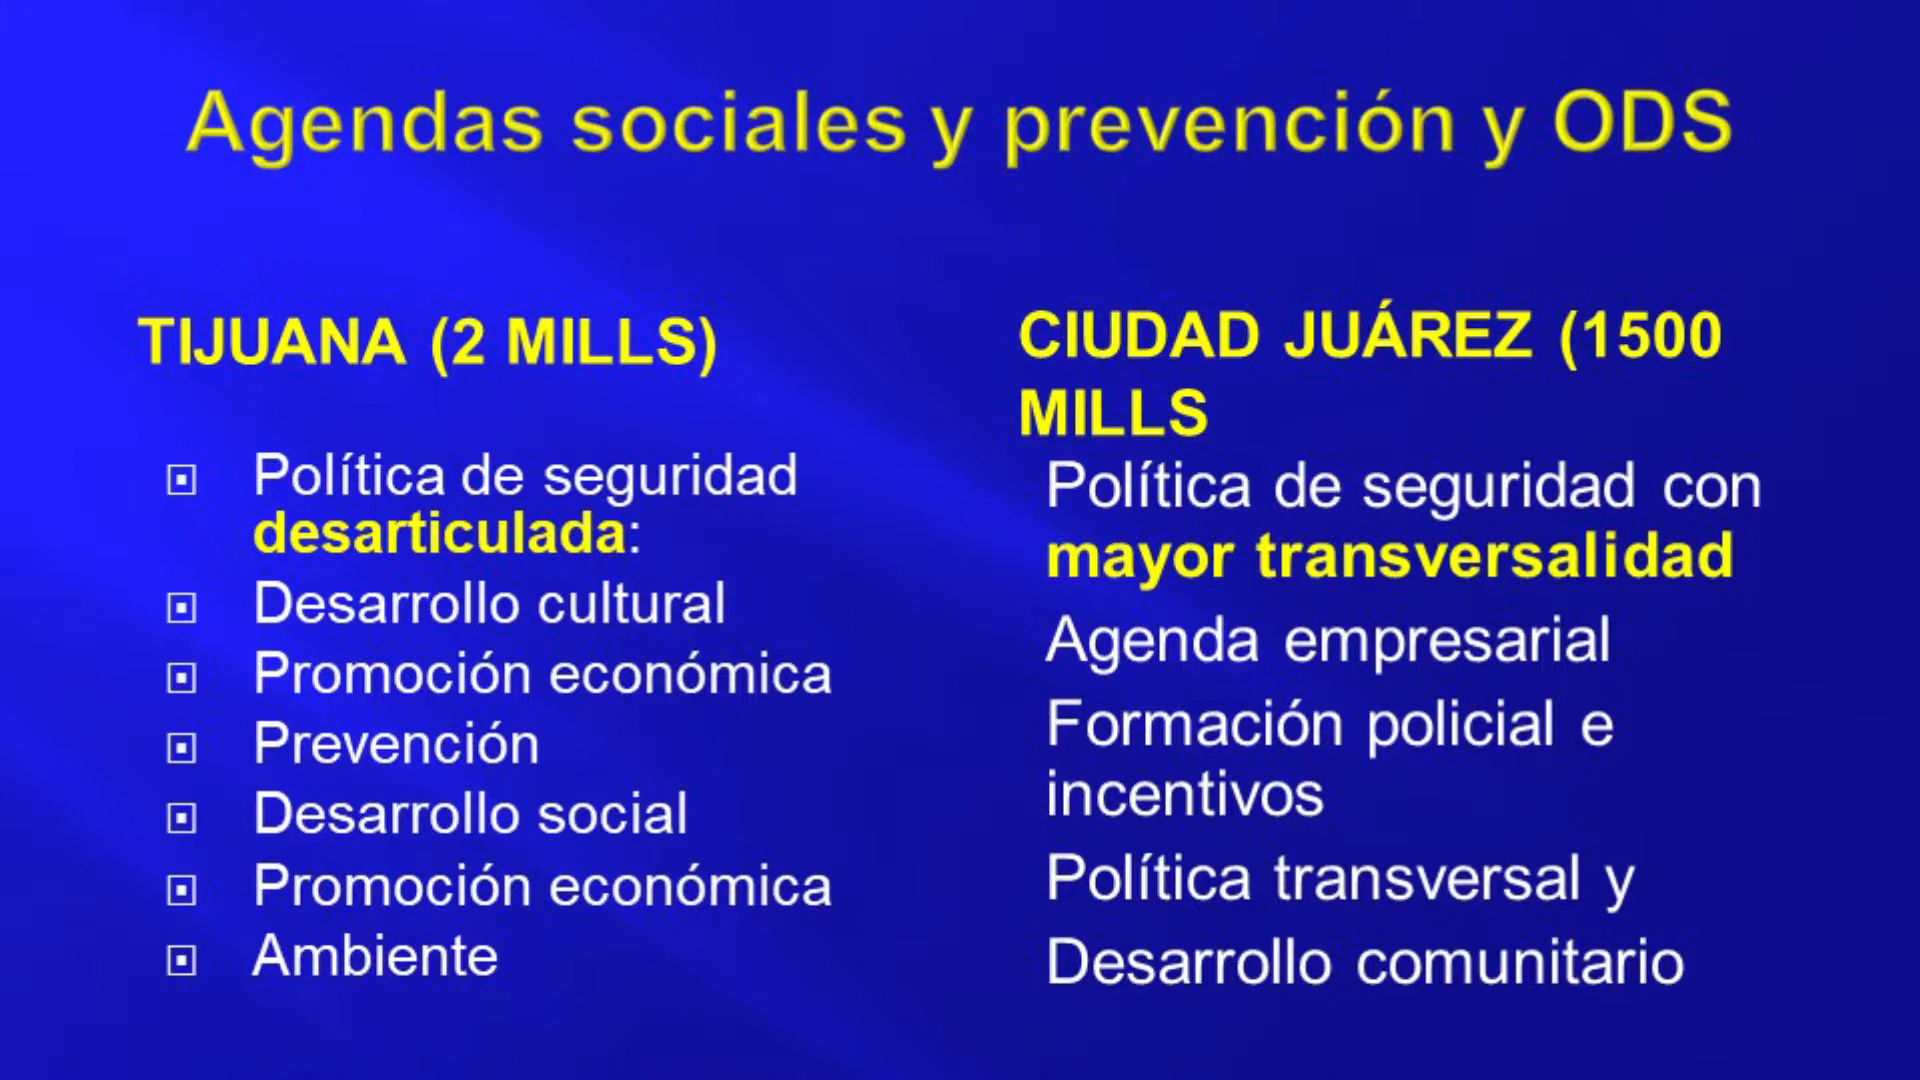 Agendas sociales y prevención y ODS
TIJUANA (2 MILLS)
Política de seguridad
desarticulada:
Desarrollo cultural
Promoción económica
Prevención
Desarrollo social
Promoción económica
Ambiente
CIUDAD JUÁREZ (1500
MILLS
Política de seguridad con
mayor transversalidad
Agenda empresarial
Formación policial e
incentivos
Política transversal y
Desarrollo comunitario